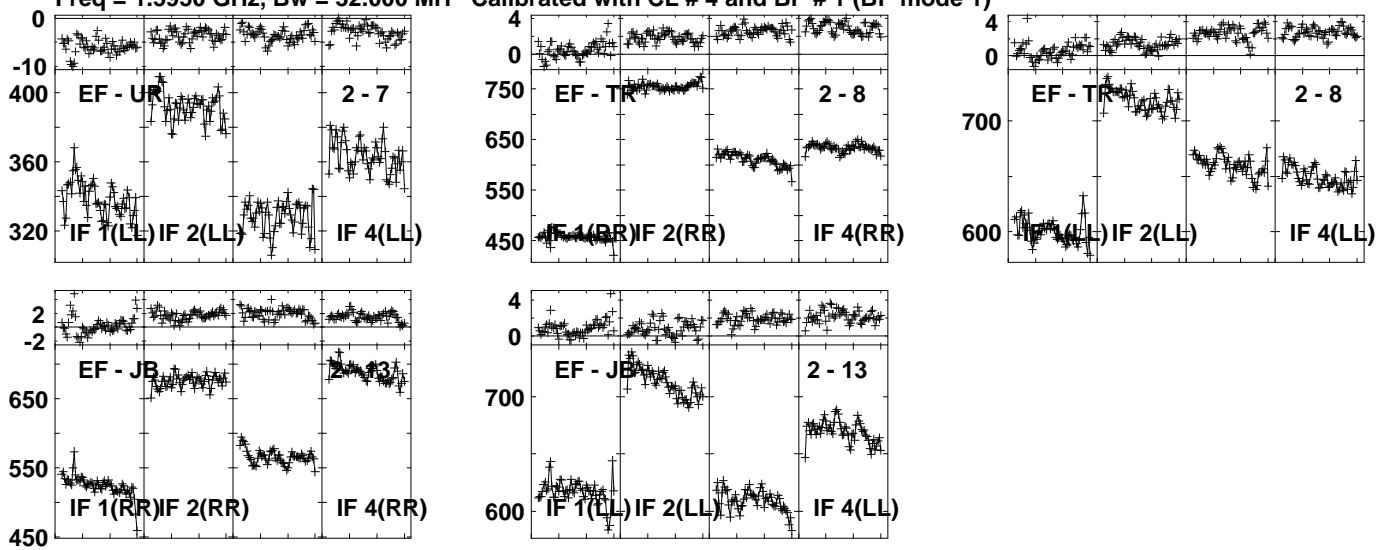 Freq = 1.5950 GHz, Bw = 32.000 MH Calibrated with CL # 4 and BP # 1 (BP mode 1)
0
-10
400
360
320
EF - UR
2 - 7
IF 1(LL)
IF 2(LL)
IF 4(LL)
4
0
750
650
550
450
EF - TR
2 - 8
IF 1(RR)
IF 2(RR)
IF 4(RR)
4
0
700
600
EF - TR
2 - 8
IF 1(LL)
IF 2(LL)
IF 4(LL)
2
-2
650
550
450
EF - JB
2 - 13
IF 1(RR)
IF 2(RR)
IF 4(RR)
4
0
700
600
EF - JB
2 - 13
IF 1(LL)
IF 2(LL)
IF 4(LL)